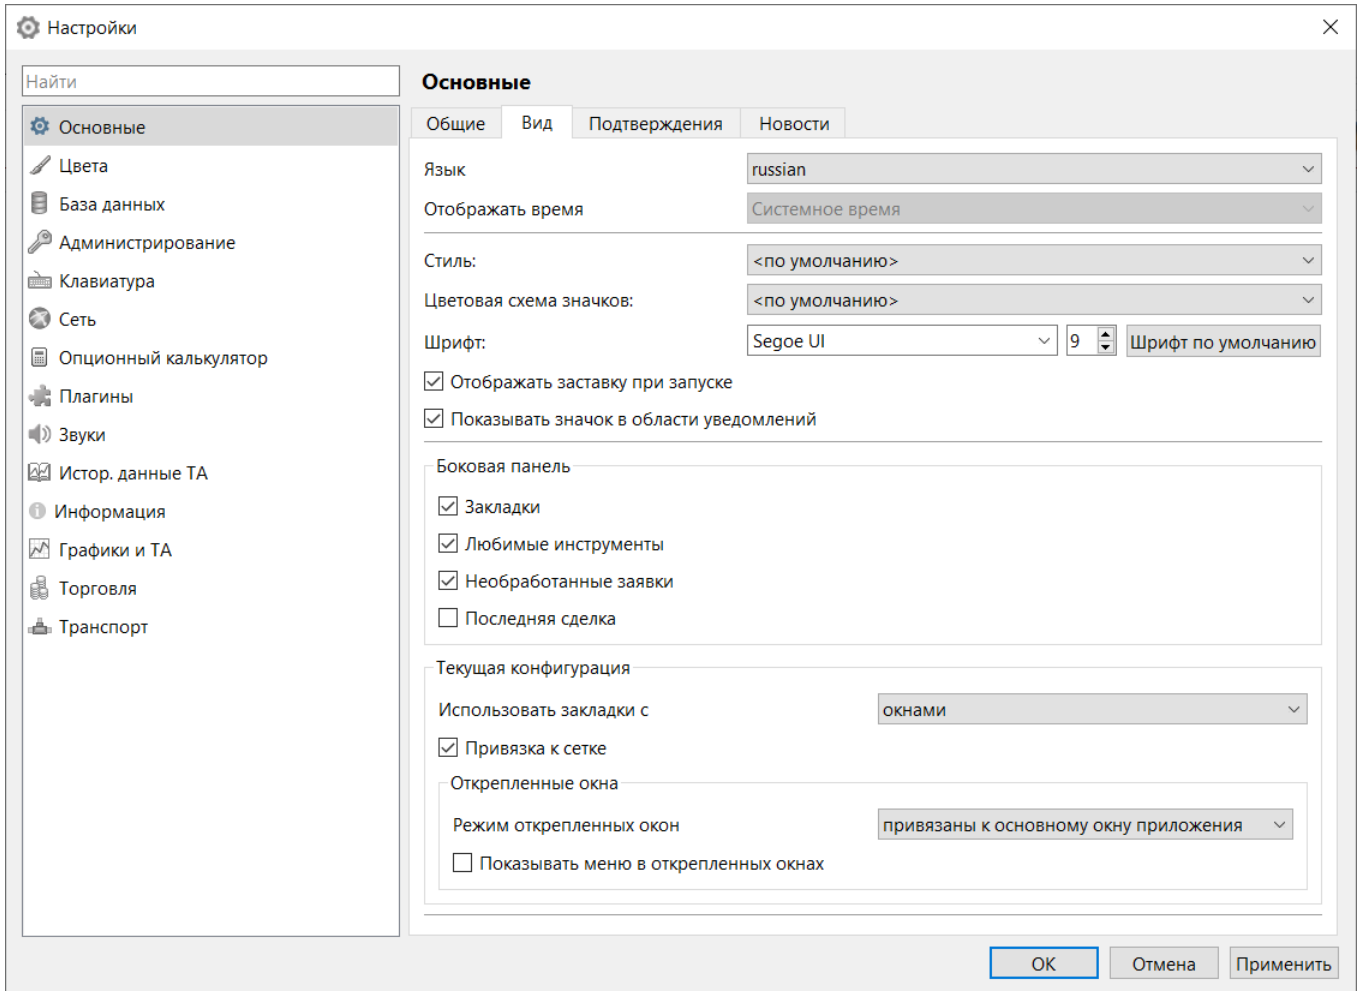 Настройки
Найти
Основные
Цвета
База данных
Администрирование
Клавиатура
Сеть
Опционный калькулятор
Плагины
Звуки
Истор. данные ТА
Информация
Графики и ТА
Торговля
Транспорт
Основные
Общие Вид Подтверждения Новости
Язык russian
Отображать время Системное время
Стиль: <по умолчанию>
Цветовая схема значков: <по умолчанию>
Шрифт: Segoe UI 9 Шрифт по умолчанию
Отображать заставку при запуске
Показывать значок в области уведомлений
Боковая панель
Закладки
Любимые инструменты
Необработанные заявки
Последняя сделка
Текущая конфигурация
Использовать закладки с окнами
Привязка к сетке
Открепленные окна
Режим открепленных окон привязаны к основному окну приложения
Показывать меню в открепленных окнах
ОК Отмена Применить